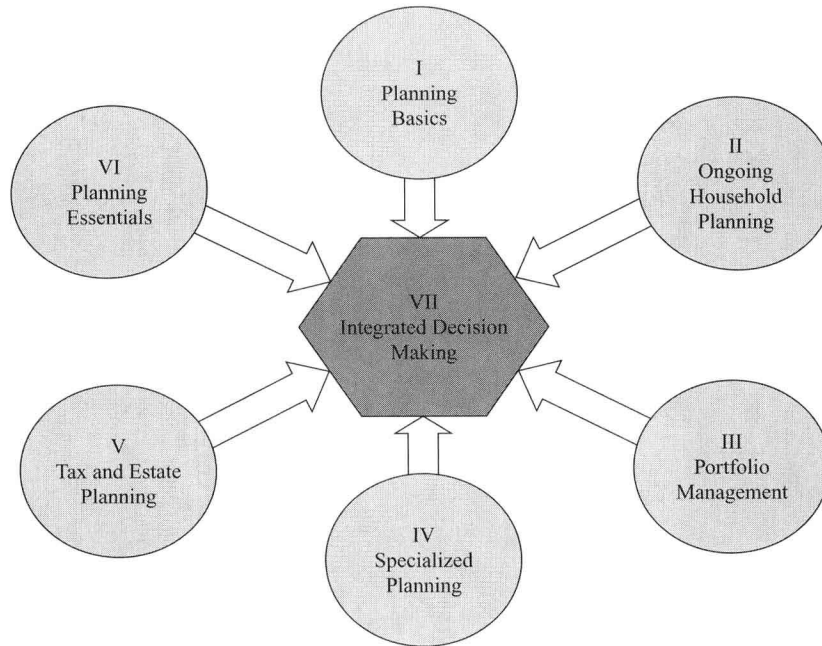 I
Planning
Basics
II
Ongoing
Household
Planning
III
Portfolio
Management
IV
Specialized
Planning
V
Tax and Estate
Planning
VI
Planning
Essentials
VII
Integrated Decision
Making